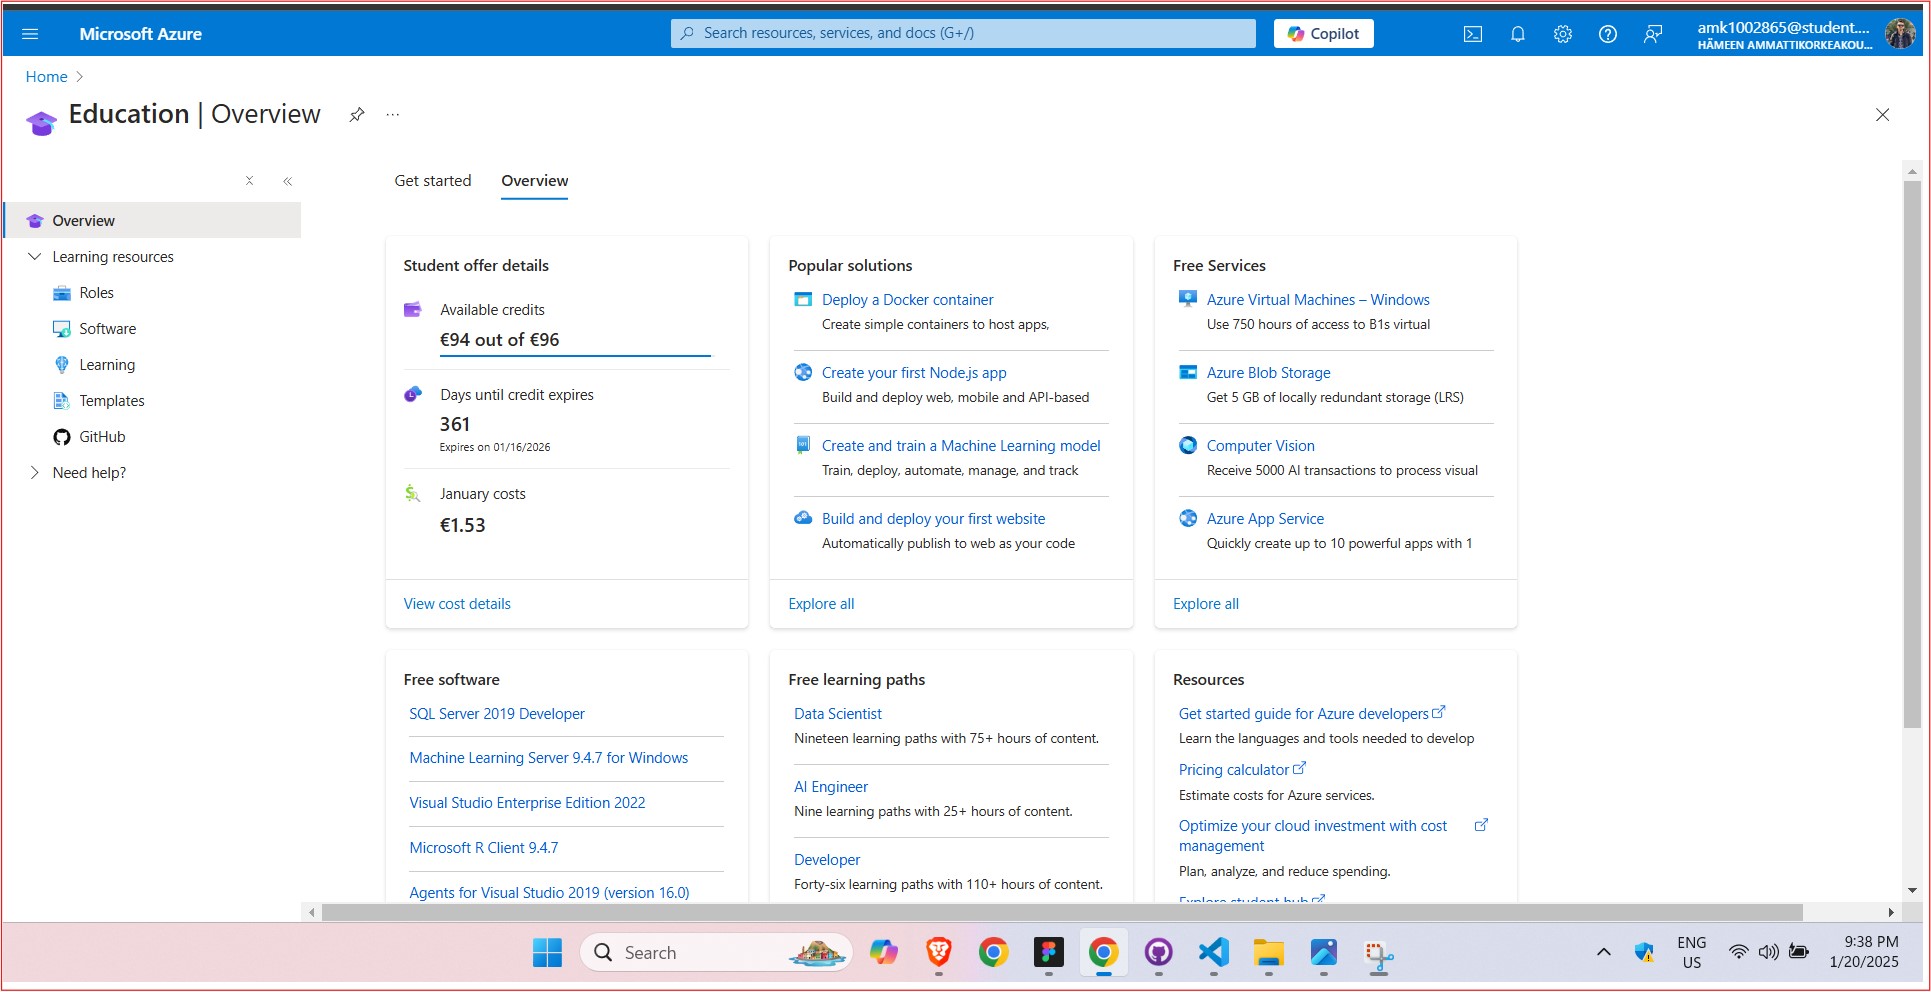 Microsoft Azure
Search resources, services, and docs (G+/)
Copilot
amk1002865@student....
HÄMEEN AMMATTIKORKEAKOU...
Home
Education | Overview
Get started
Overview
Overview
Learning resources
Roles
Software
Learning
Templates
GitHub
Need help?
Student offer details
Available credits
€94 out of €96
Days until credit expires
361
Expires on 01/16/2026
January costs
€1.53
View cost details
Popular solutions
Deploy a Docker container
Create simple containers to host apps,
Create your first Node.js app
Build and deploy web, mobile and API-based
Create and train a Machine Learning model
Train, deploy, automate, manage, and track
Build and deploy your first website
Automatically publish to web as your code
Explore all
Free Services
Azure Virtual Machines – Windows
Use 750 hours of access to B1s virtual
Azure Blob Storage
Get 5 GB of locally redundant storage (LRS)
Computer Vision
Receive 5000 AI transactions to process visual
Azure App Service
Quickly create up to 10 powerful apps with 1
Explore all
Free software
SQL Server 2019 Developer
Machine Learning Server 9.4.7 for Windows
Visual Studio Enterprise Edition 2022
Microsoft R Client 9.4.7
Agents for Visual Studio 2019 (version 16.0)
Free learning paths
Data Scientist
Nineteen learning paths with 75+ hours of content.
AI Engineer
Nine learning paths with 25+ hours of content.
Developer
Forty-six learning paths with 110+ hours of content.
Resources
Get started guide for Azure developers
Learn the languages and tools needed to develop
Pricing calculator
Estimate costs for Azure services.
Optimize your cloud investment with cost
management
Plan, analyze, and reduce spending.
Explore student hub
Search
ENG
US
9:38 PM
1/20/2025